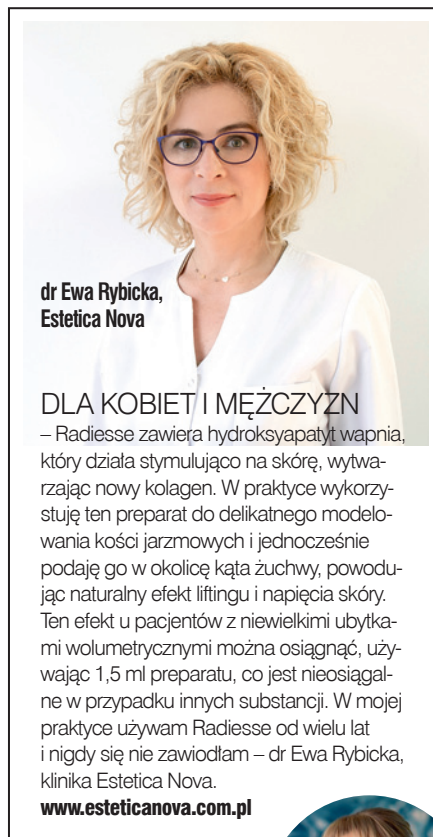 dr Ewa Rybicka,
Estetica Nova
DLA KOBIET I MĘŻCZYZN
– Radiesse zawiera hydroksyapatyt wapnia,
który działa stymulująco na skórę, wytwa-
rzając nowy kolagen. W praktyce wykorzy-
stuję ten preparat do delikatnego modelo-
wania kości jarzmowych i jednocześnie
podaję go w okolicę kąta żuchwy, powodu-
jąc naturalny efekt liftingu i napięcia skóry.
Ten efekt u pacjentów z niewielkimi ubytka-
mi wolumetrycznymi można osiągnąć, uży-
wając 1,5 ml preparatu, co jest nieosiągal-
ne w przypadku innych substancji. W mojej
praktyce używam Radiesse od wielu lat
i nigdy się nie zawiodłam – dr Ewa Rybicka,
klinika Estetica Nova.
www.esteticanova.com.pl